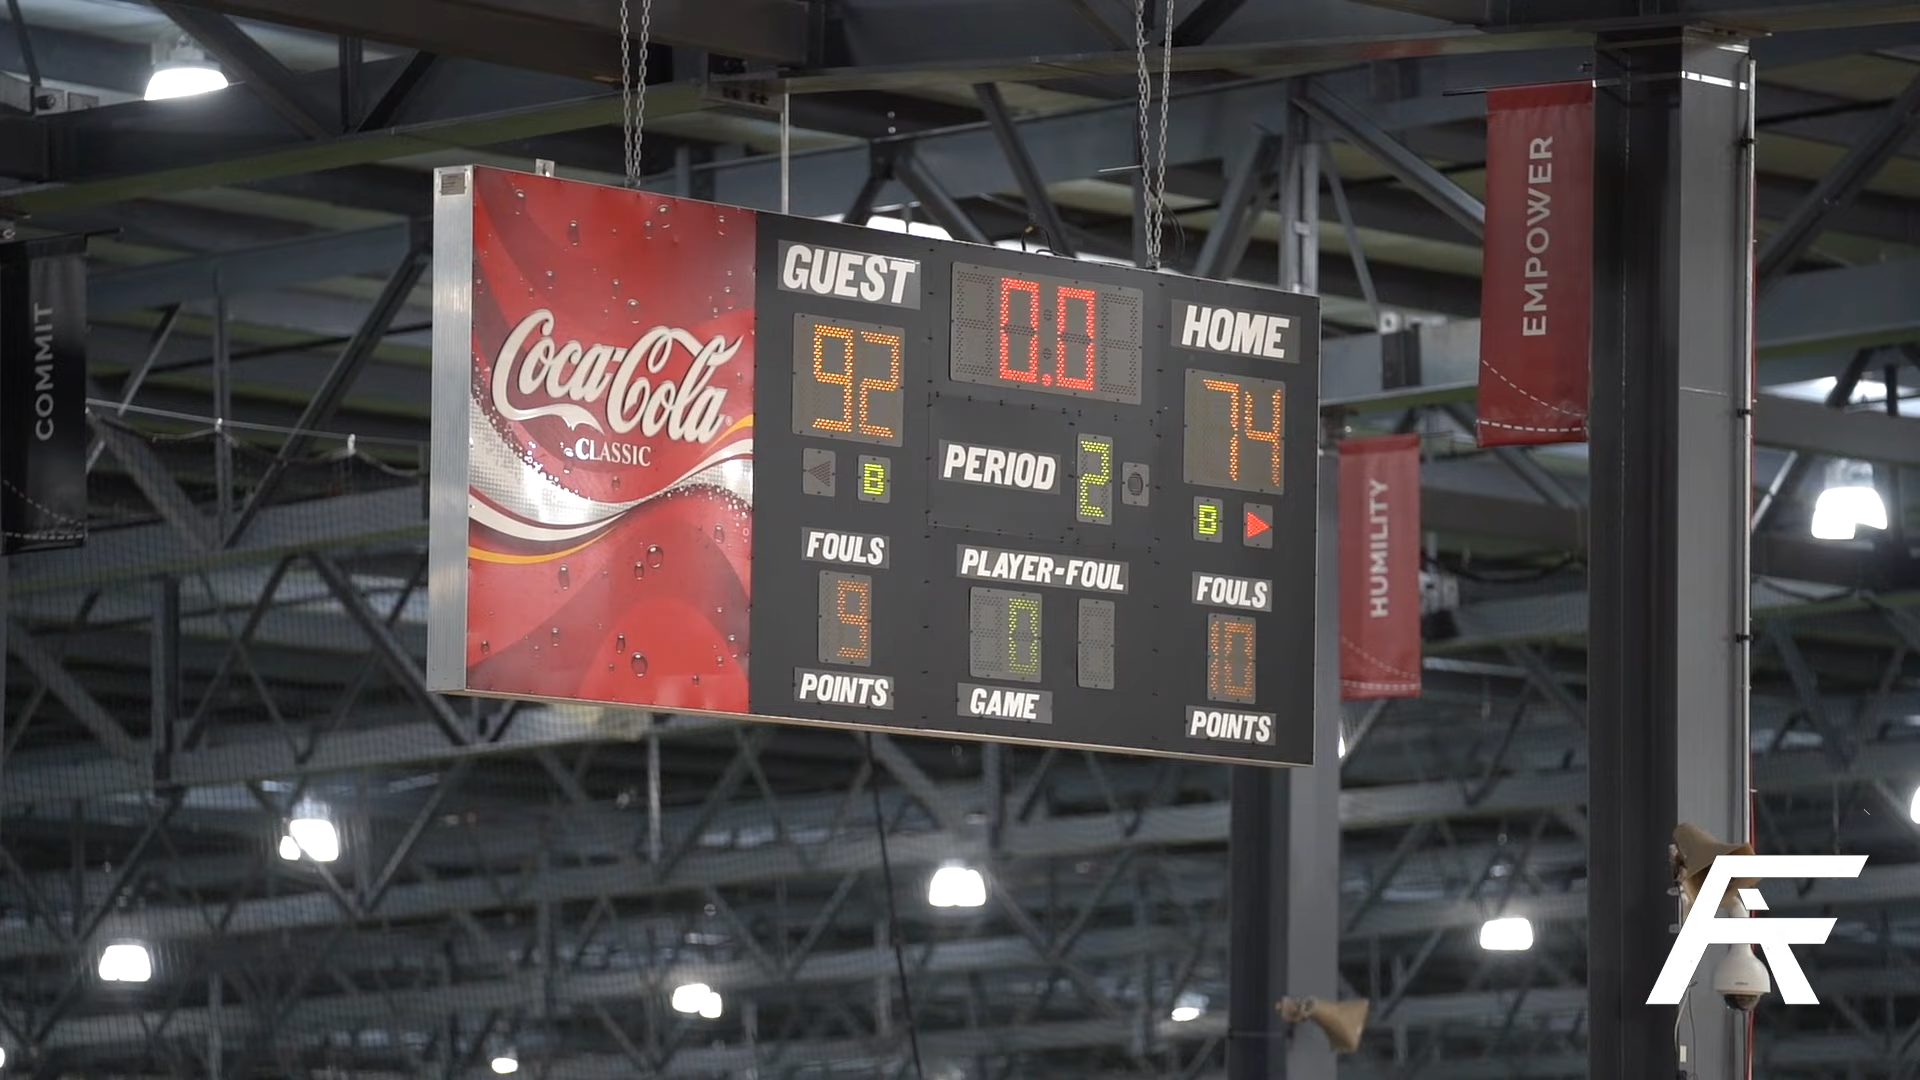 COMMIT
EMPOWER
HUMILITY
Coca-Cola
CLASSIC
GUEST
92
B
0.0
HOME
74
PERIOD 2
B
FOULS
9
POINTS
PLAYER-FOUL
0
GAME
FOULS
10
POINTS